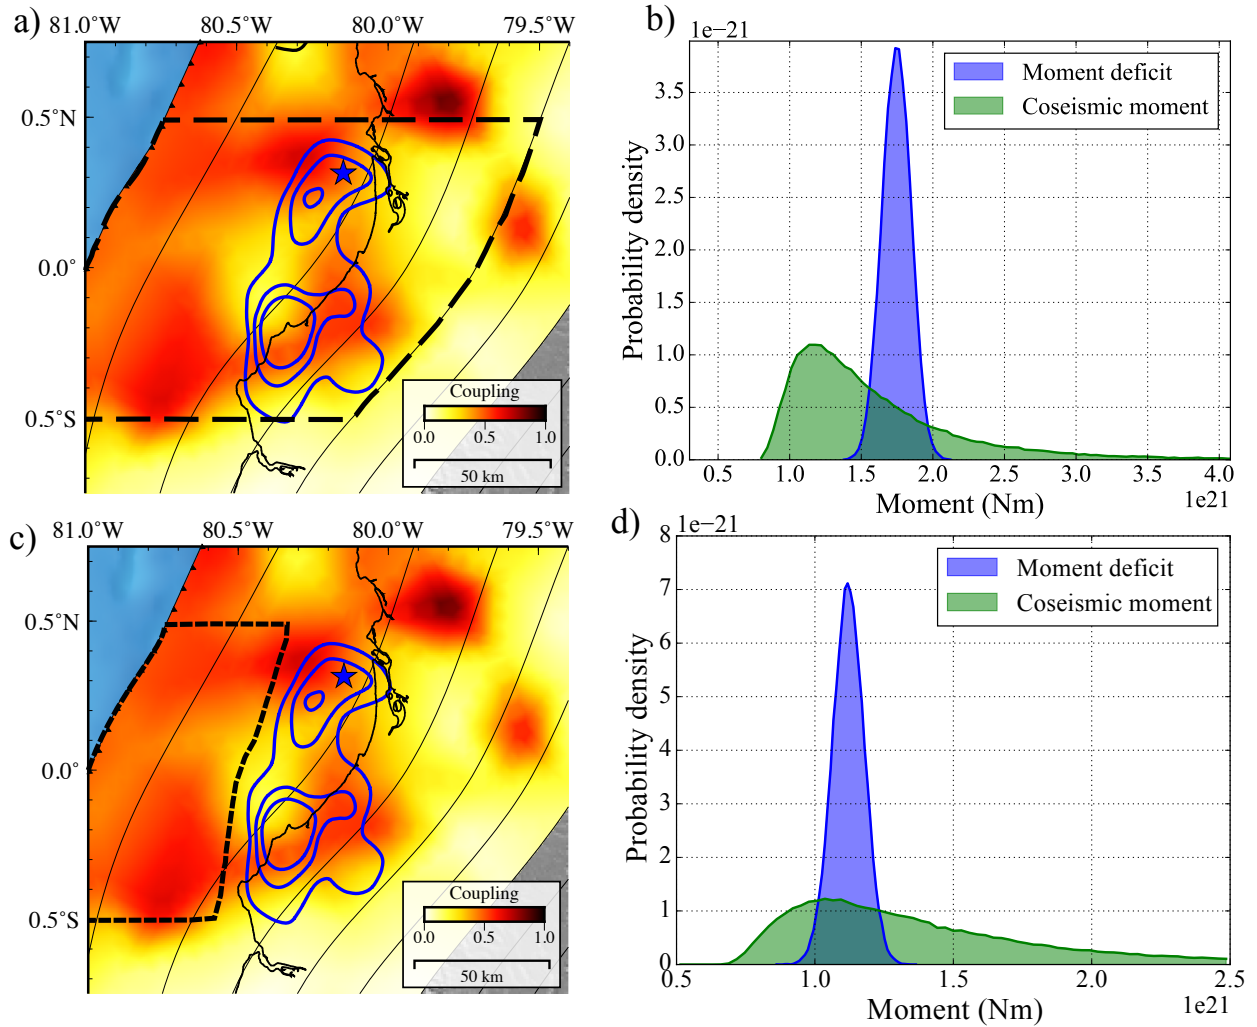 a)
81.0°W 80.5°W 80.0°W 79.5°W
0.5°N
0.0°
0.5°S
Coupling
0.0 0.5 1.0
50 km
b)
1e−21
3.5
3.0
2.5
2.0
1.5
1.0
0.5
0.0
Probability density
Moment deficit
Coseismic moment
0.5 1.0 1.5 2.0 2.5 3.0 3.5 4.0
Moment (Nm)
1e21
c)
81.0°W 80.5°W 80.0°W 79.5°W
0.5°N
0.0°
0.5°S
Coupling
0.0 0.5 1.0
50 km
d)
1e−21
8
7
6
5
4
3
2
1
0
Probability density
Moment deficit
Coseismic moment
0.5 1.0 1.5 2.0 2.5
Moment (Nm)
1e21